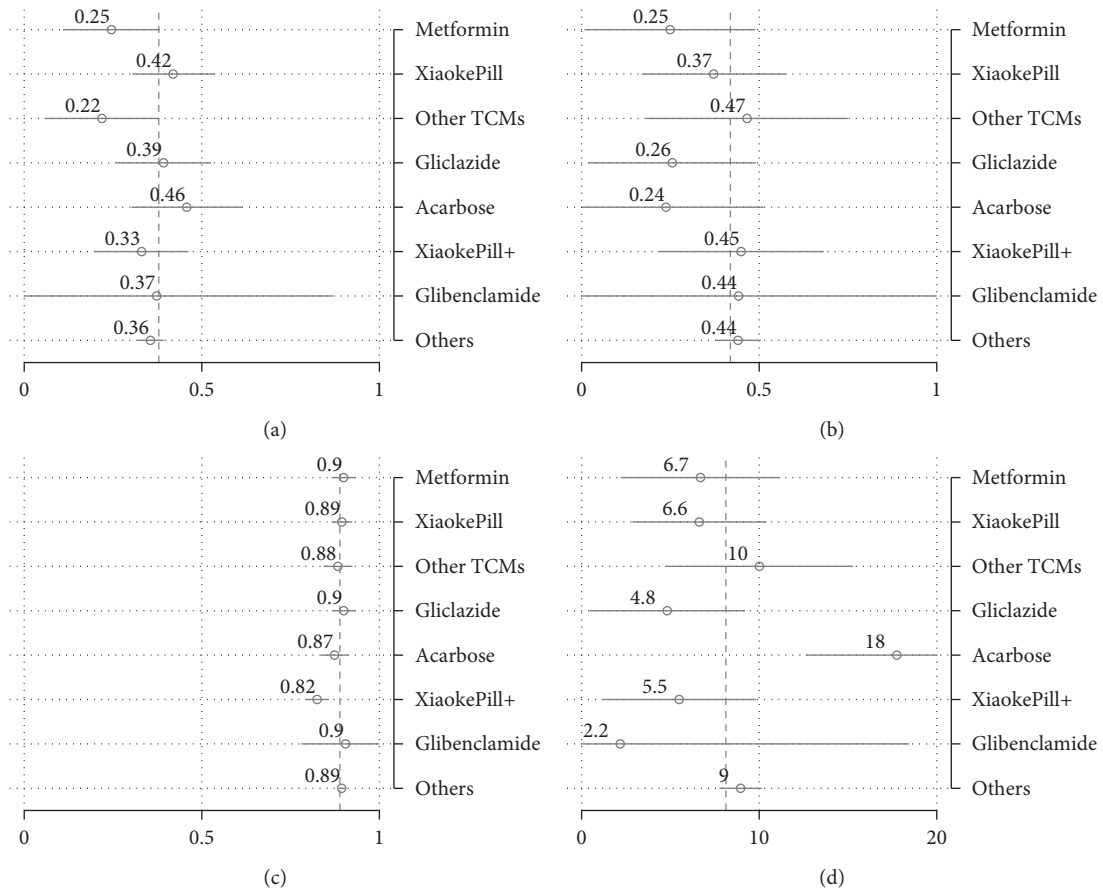 0.25 Metformin
0.42 XiaokePill
0.22 Other TCMs
0.39 Gliclazide
0.46 Acarbose
0.33 XiaokePill+
0.37 Glibenclamide
0.36 Others
0 0.5 1
(a)
0.25 Metformin
0.37 XiaokePill
0.47 Other TCMs
0.26 Gliclazide
0.24 Acarbose
0.45 XiaokePill+
0.44 Glibenclamide
0.44 Others
0 0.5 1
(b)
0.9 Metformin
0.89 XiaokePill
0.88 Other TCMs
0.9 Gliclazide
0.87 Acarbose
0.82 XiaokePill+
0.9 Glibenclamide
0.89 Others
0 0.5 1
(c)
6.7 Metformin
6.6 XiaokePill
10 Other TCMs
4.8 Gliclazide
18 Acarbose
5.5 XiaokePill+
2.2 Glibenclamide
9 Others
0 10 20
(d)